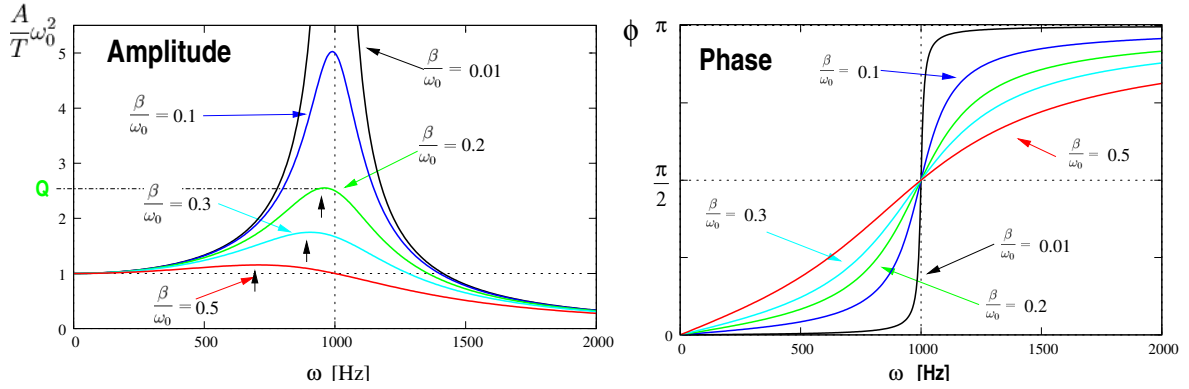 A/T ω₀²
Amplitude
β/ω₀ = 0.01
β/ω₀ = 0.1
β/ω₀ = 0.2
β/ω₀ = 0.3
β/ω₀ = 0.5
Q
5
4
3
2
1
0
0 500 1000 1500 2000
ω [Hz]
ϕ
Phase
π
π/2
β/ω₀ = 0.1
β/ω₀ = 0.5
β/ω₀ = 0.3
β/ω₀ = 0.01
β/ω₀ = 0.2
0 500 1000 1500 2000
ω [Hz]